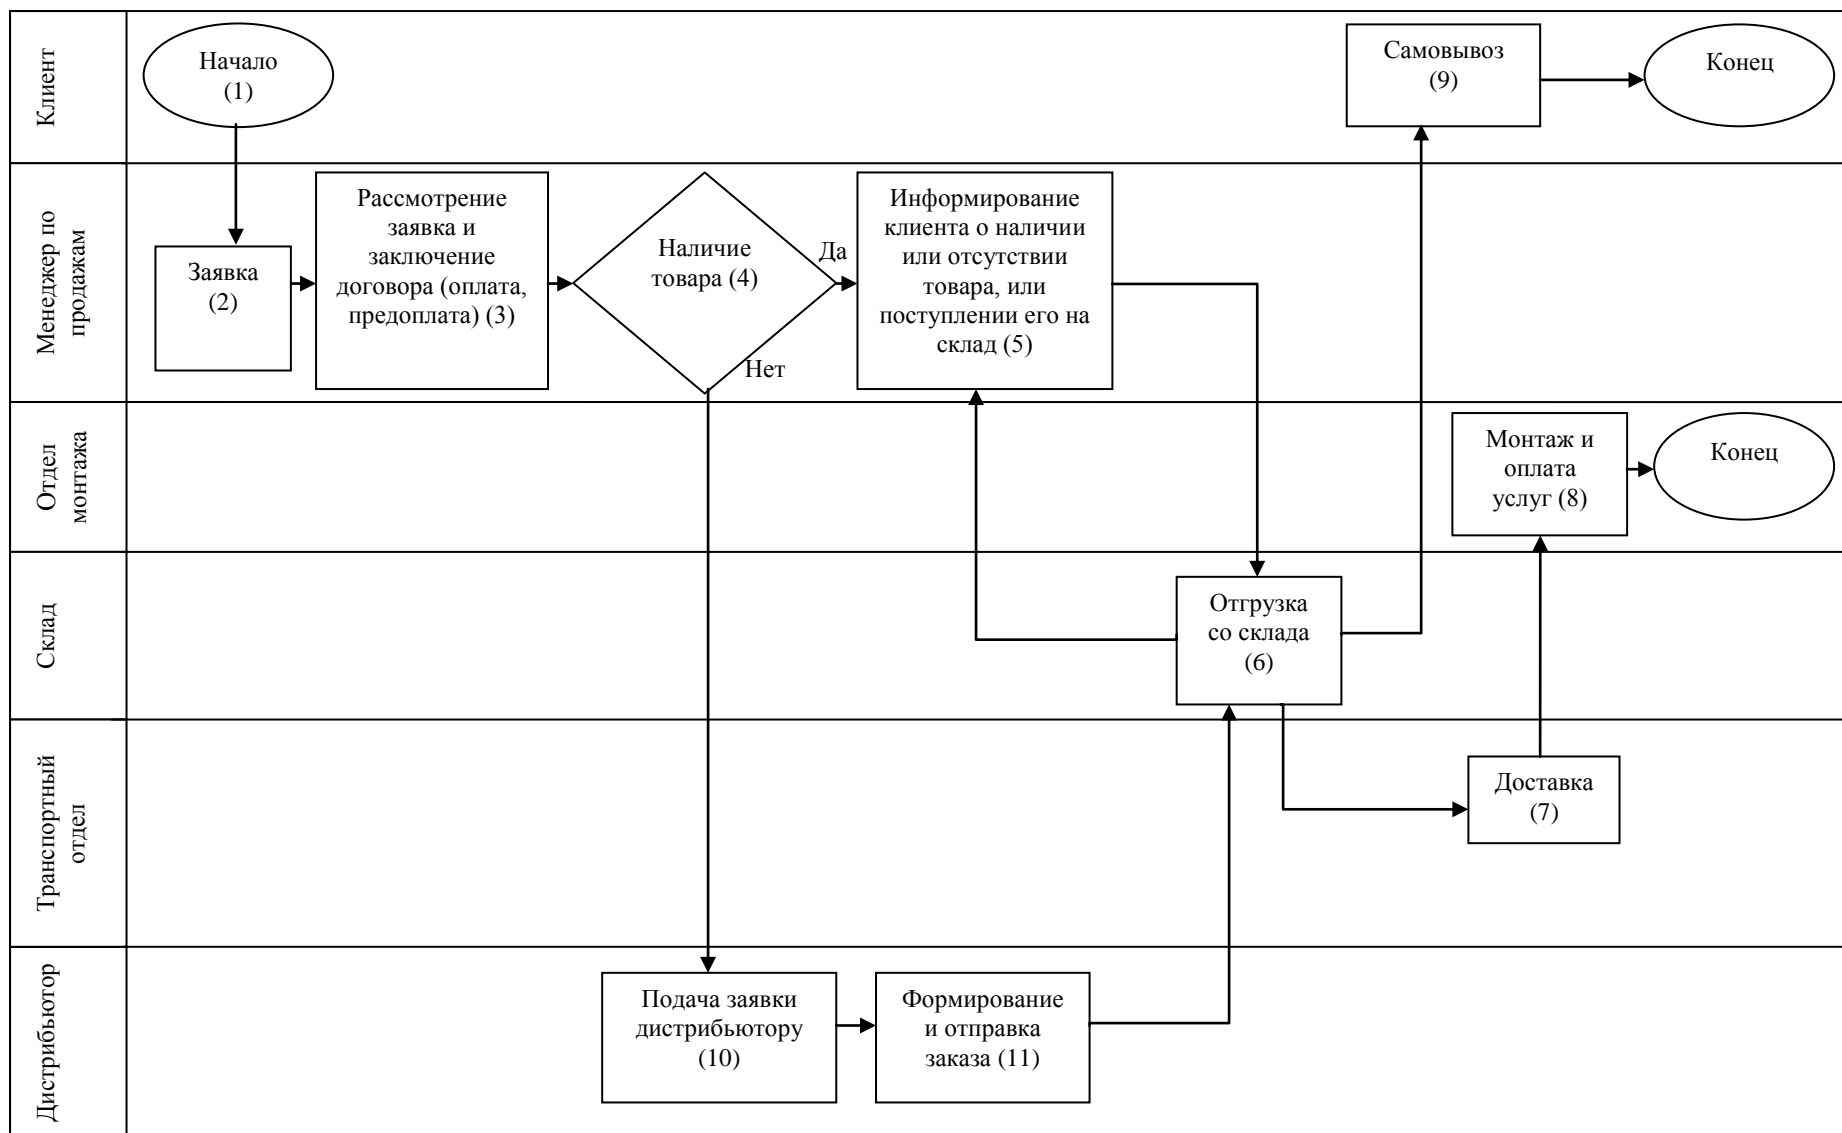 Клиент
Начало
(1)
Самовывоз
(9)
Конец
Менеджер по
продажам
Заявка
(2)
Рассмотрение
заявка и
заключение
договора (оплата,
предоплата) (3)
Наличие
товара (4)
Да
Нет
Информирование
клиента о наличии
или отсутствии
товара, или
поступлении его на
склад (5)
Отдел
монтажа
Монтаж и
оплата
услуг (8)
Конец
Склад
Отгрузка
со склада
(6)
Транспортный
отдел
Доставка
(7)
Дистрибьютор
Подача заявки
дистрибьютору
(10)
Формирование
и отправка
заказа (11)